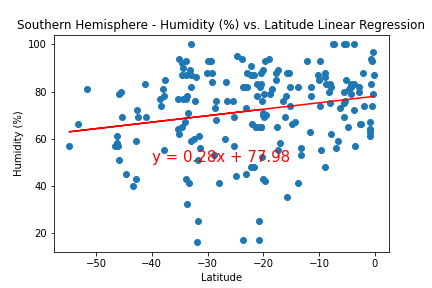 Southern Hemisphere - Humidity (%) vs. Latitude Linear Regression
100
80
60
40
20
Humidity (%)
y = 0.28x + 77.98
−50 −40 −30 −20 −10 0
Latitude